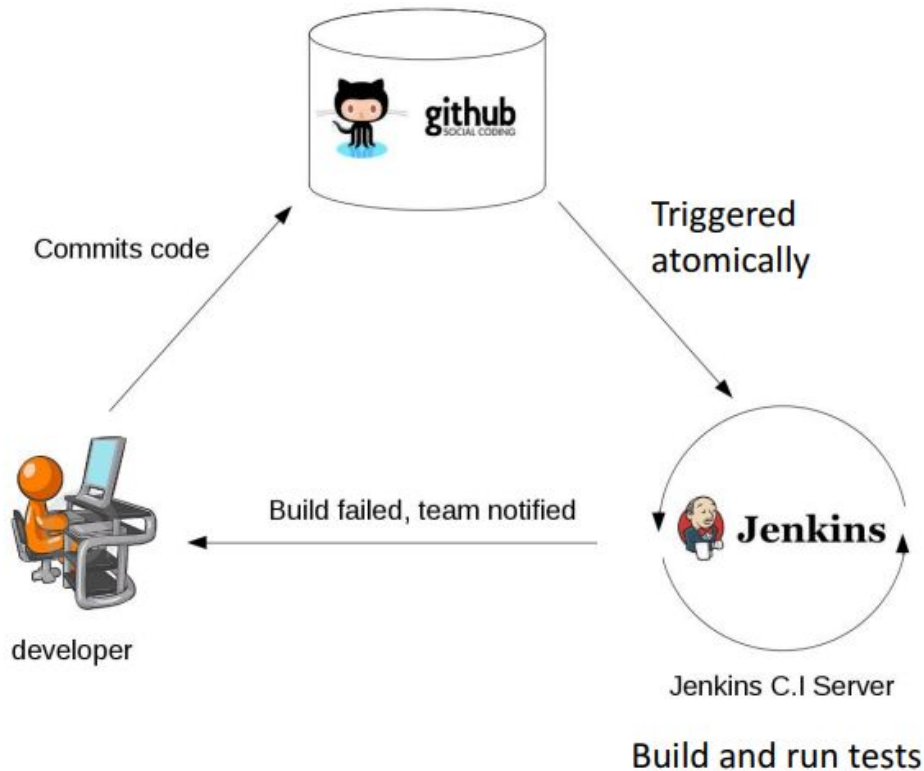 github
SOCIAL CODING
Commits code
Triggered
atomically
Build failed, team notified
Jenkins
developer
Jenkins C.I Server
Build and run tests